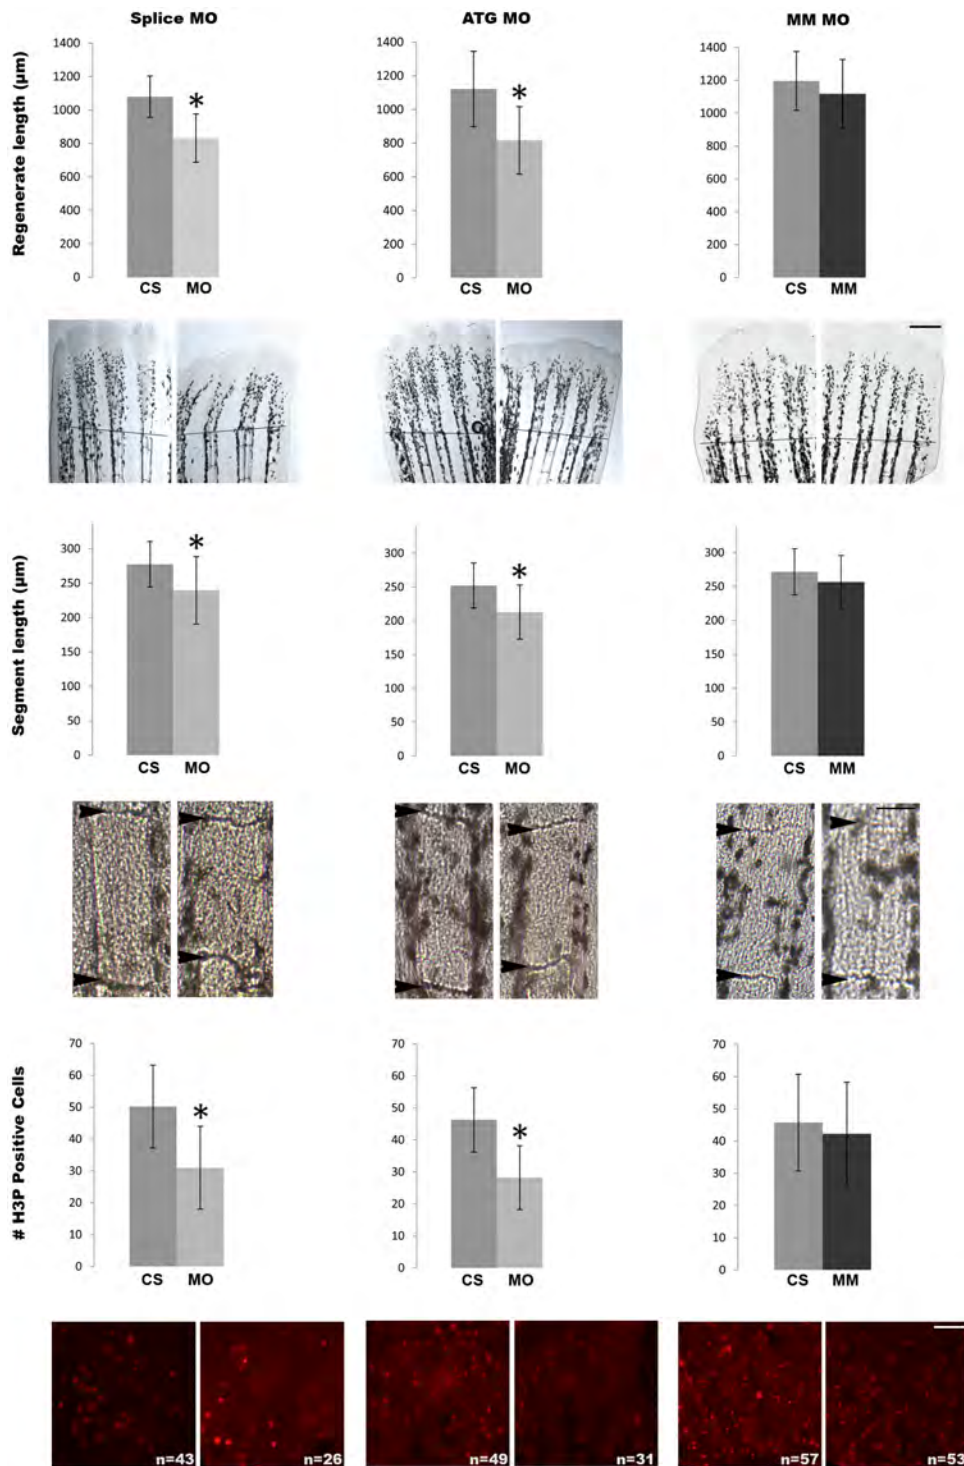 Splice MO ATG MO MM MO
Regenerate length (µm)
1400 1400 1400
1200 1200 1200
1000 1000 1000
800 800 800
600 600 600
400 400 400
200 200 200
0 0 0
CS MO CS MO CS MM
* *
Segment length (µm)
300 300 300
250 250 250
200 200 200
150 150 150
100 100 100
50 50 50
0 0 0
CS MO CS MO CS MM
* *
# H3P Positive Cells
70 70 70
60 60 60
50 50 50
40 40 40
30 30 30
20 20 20
10 10 10
0 0 0
CS MO CS MO CS MM
* *
n=43 n=26 n=49 n=31 n=57 n=53